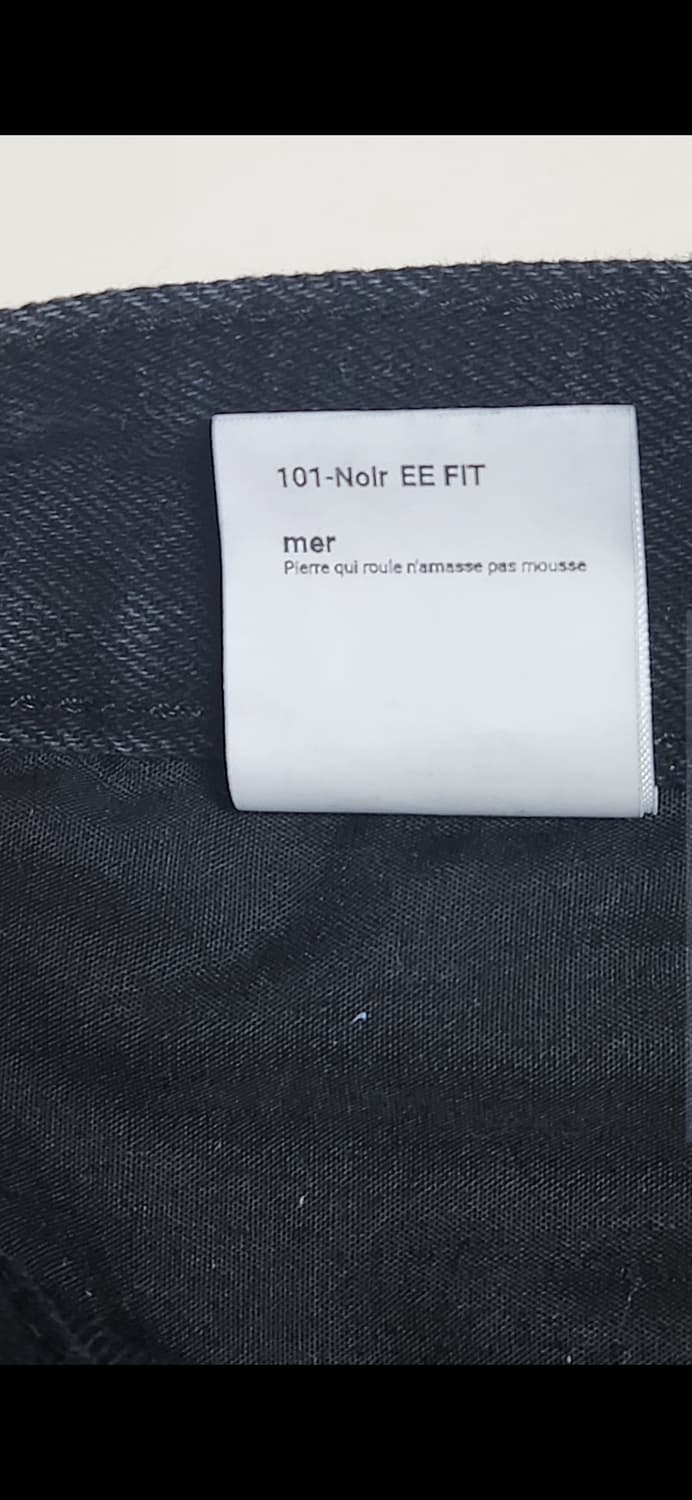 101-Noir EE FIT
mer
Pierre qui roule n'amasse pas mousse